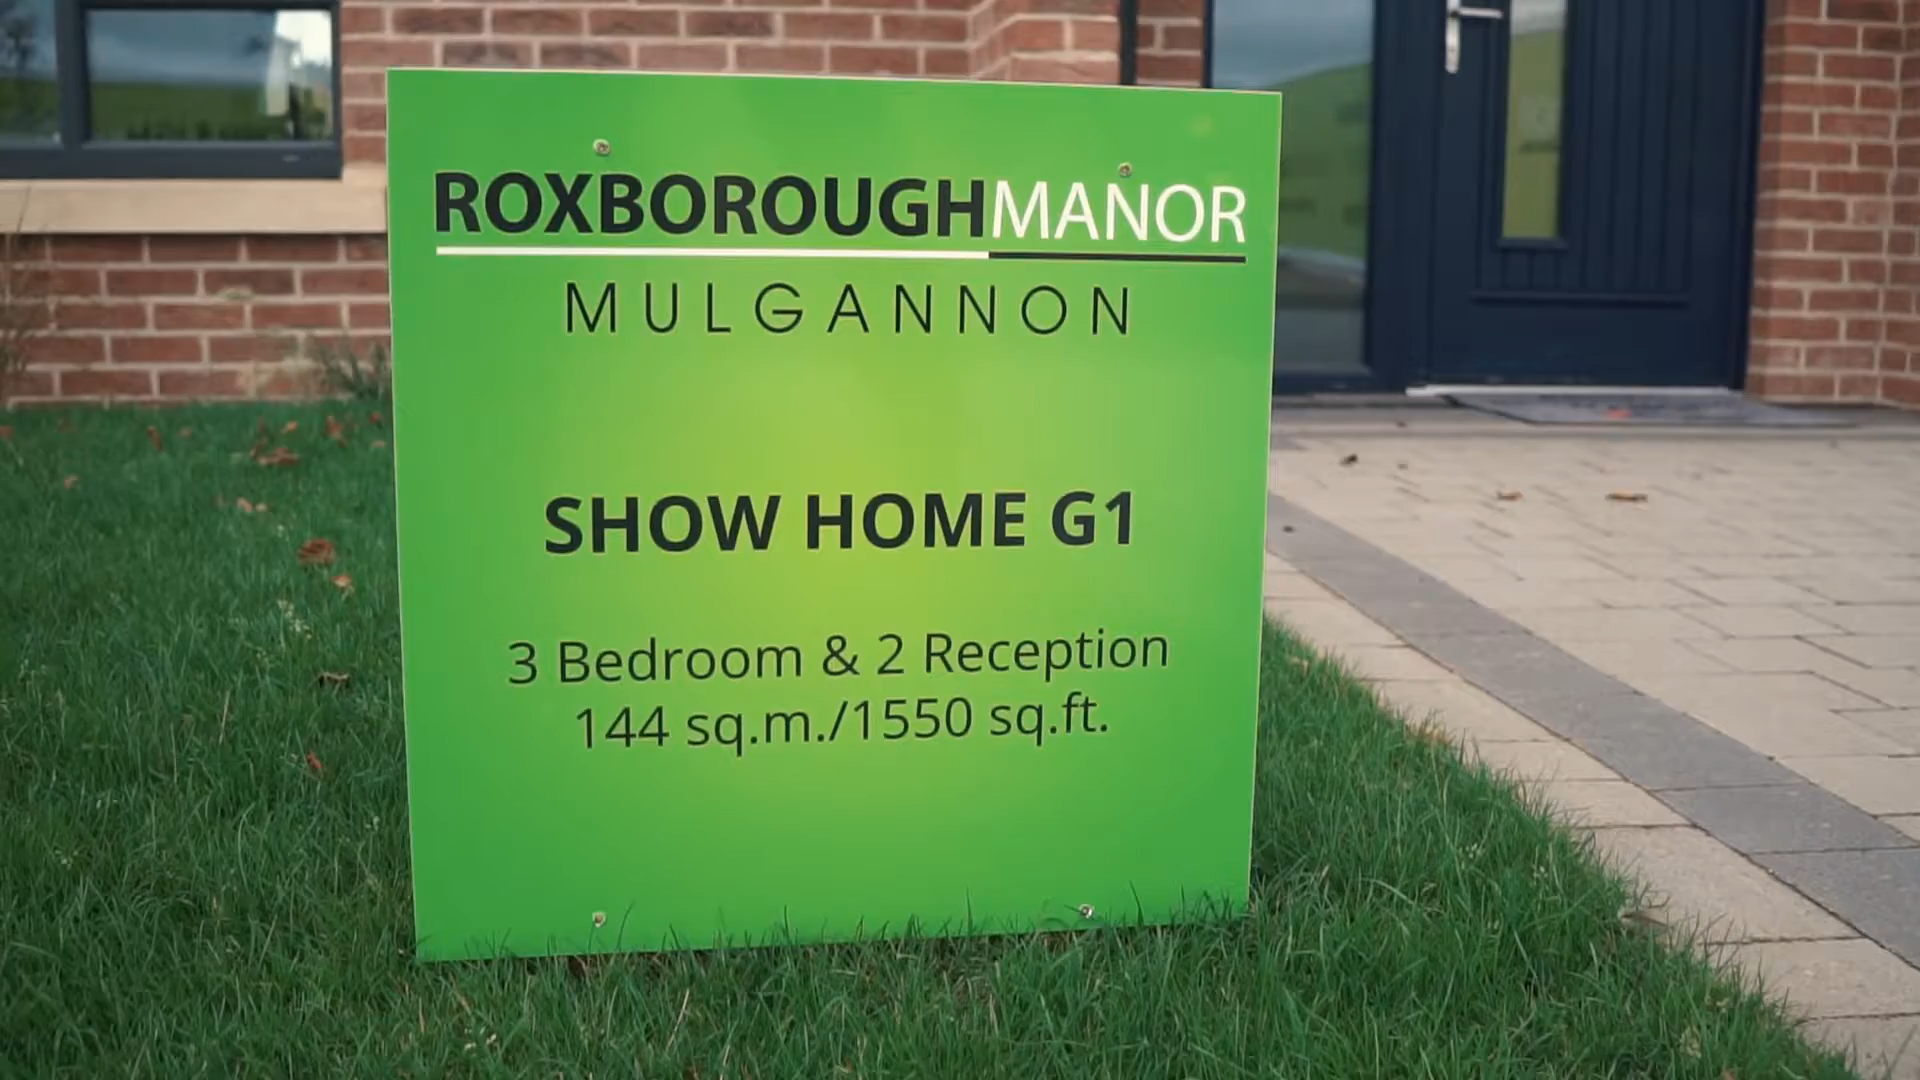 ROXBOROUGHMANOR
MULGANNON
SHOW HOME G1
3 Bedroom & 2 Reception
144 sq.m./1550 sq.ft.